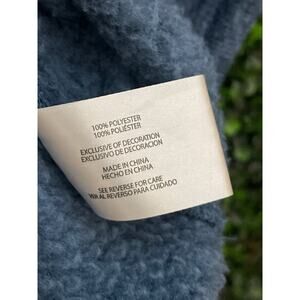 100% POLYESTER
100% POLIÉSTER
EXCLUSIVE OF DECORATION
EXCLUSIVO DE DECORACION
MADE IN CHINA
HECHO EN CHINA
SEE REVERSE FOR CARE
VER AL REVERSO PARA CUIDADO